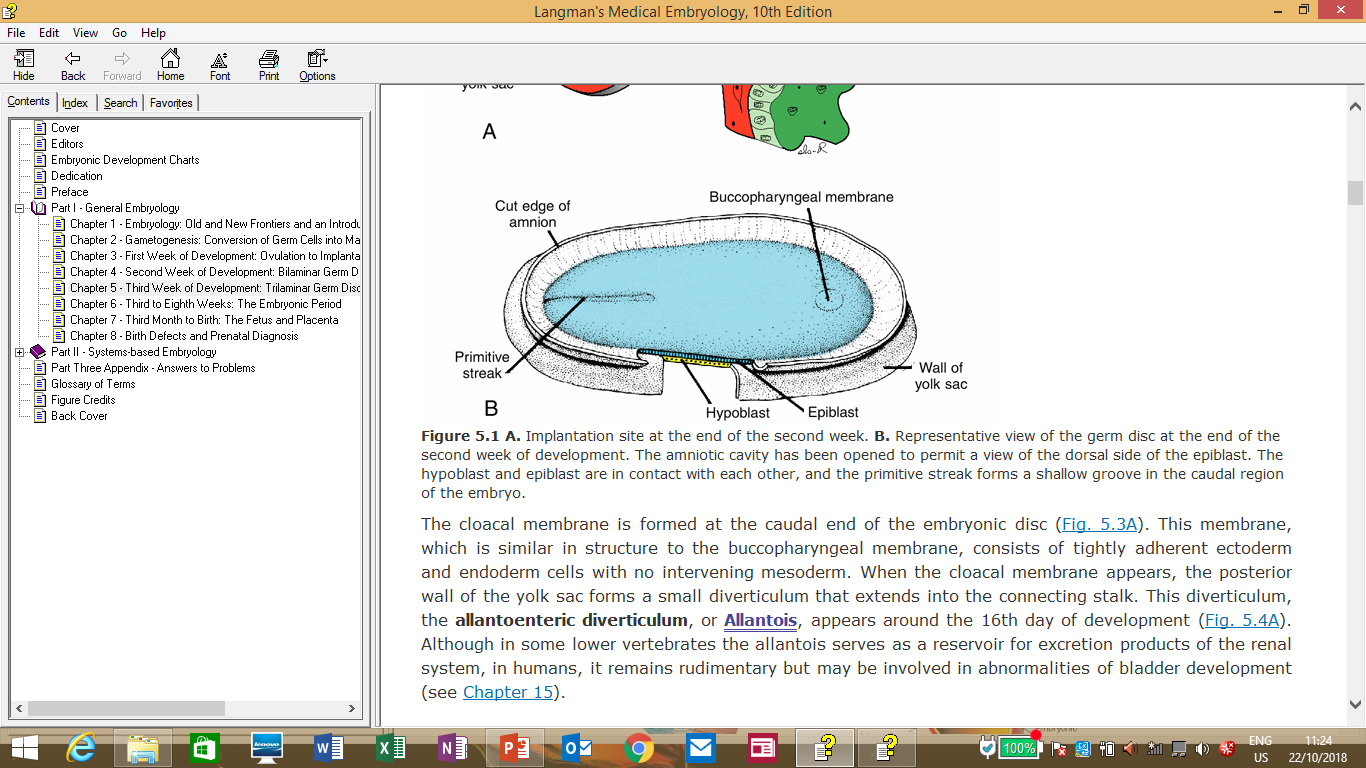 Langman's Medical Embryology, 10th Edition
File Edit View Go Help
Hide Back Forward Home Font Print Options
Contents Index Search Favorites
Cover
Editors
Embryonic Development Charts
Dedication
Preface
Part I - General Embryology
Chapter 1 - Embryology: Old and New Frontiers and an Introdu
Chapter 2 - Gametogenesis: Conversion of Germ Cells into Ma
Chapter 3 - First Week of Development: Ovulation to Implanta
Chapter 4 - Second Week of Development: Bilaminar Germ D
Chapter 5 - Third Week of Development: Trilaminar Germ Disc
Chapter 6 - Third to Eighth Weeks: The Embryonic Period
Chapter 7 - Third Month to Birth: The Fetus and Placenta
Chapter 8 - Birth Defects and Prenatal Diagnosis
Part II - Systems-based Embryology
Part Three Appendix - Answers to Problems
Glossary of Terms
Figure Credits
Back Cover
yolk sac
A
Cut edge of
amnion
Buccopharyngeal membrane
Primitive
streak
Wall of
yolk sac
B
Hypoblast
Epiblast
Figure 5.1 A. Implantation site at the end of the second week. B. Representative view of the germ disc at the end of the
second week of development. The amniotic cavity has been opened to permit a view of the dorsal side of the epiblast. The
hypoblast and epiblast are in contact with each other, and the primitive streak forms a shallow groove in the caudal region
of the embryo.
The cloacal membrane is formed at the caudal end of the embryonic disc (Fig. 5.3A). This membrane,
which is similar in structure to the buccopharyngeal membrane, consists of tightly adherent ectoderm
and endoderm cells with no intervening mesoderm. When the cloacal membrane appears, the posterior
wall of the yolk sac forms a small diverticulum that extends into the connecting stalk. This diverticulum,
the allantoenteric diverticulum, or Allantois, appears around the 16th day of development (Fig. 5.4A).
Although in some lower vertebrates the allantois serves as a reservoir for excretion products of the renal
system, in humans, it remains rudimentary but may be involved in abnormalities of bladder development
(see Chapter 15).
lenovo
100%
ENG
US
11:24
22/10/2018